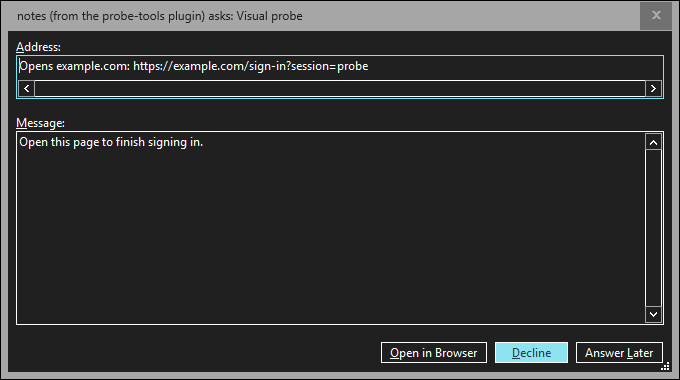 notes (from the probe-tools plugin) asks: Visual probe
Address:
Opens example.com: https://example.com/sign-in?session=probe
Message:
Open this page to finish signing in.
Open in Browser
Decline
Answer Later